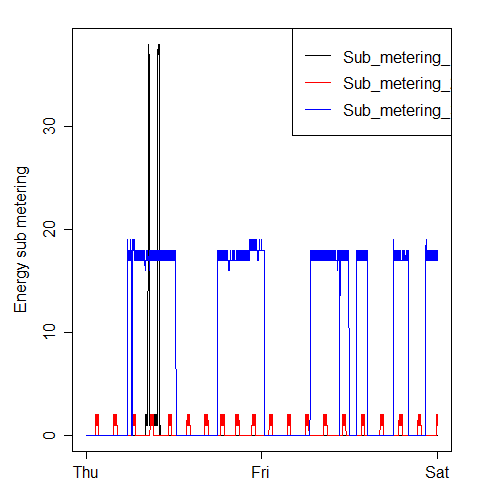 Sub_metering_
Sub_metering_
Sub_metering_
Energy sub metering
30
20
10
0
Thu Fri Sat